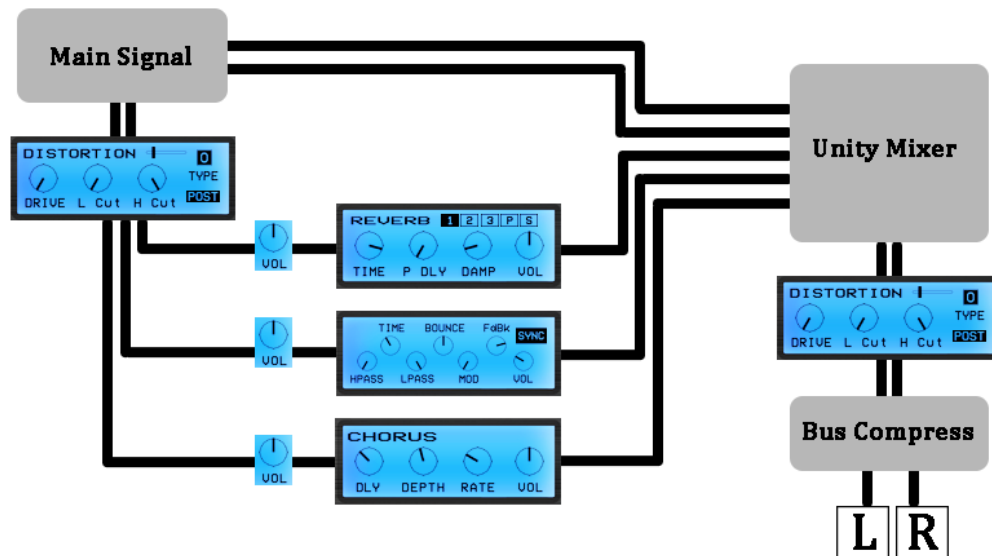 Main Signal
Unity Mixer
DISTORTION
0
TYPE
POST
DRIVE L Cut H Cut
VOL
REVERB 1 2 3 P S
TIME P DLY DAMP VOL
VOL
TIME BOUNCE FdBk SYNC
HPASS LPASS MOD VOL
VOL
CHORUS
DLY DEPTH RATE VOL
DISTORTION
0
TYPE
POST
DRIVE L Cut H Cut
Bus Compress
L R